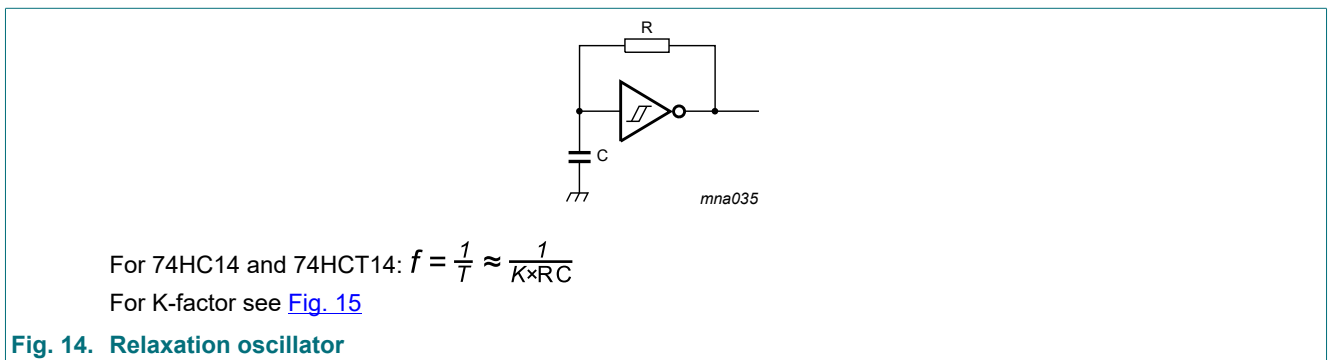 R
C
mna035
For 74HC14 and 74HCT14: f = 1/T ≈ 1/K×RC
For K-factor see Fig. 15
Fig. 14. Relaxation oscillator